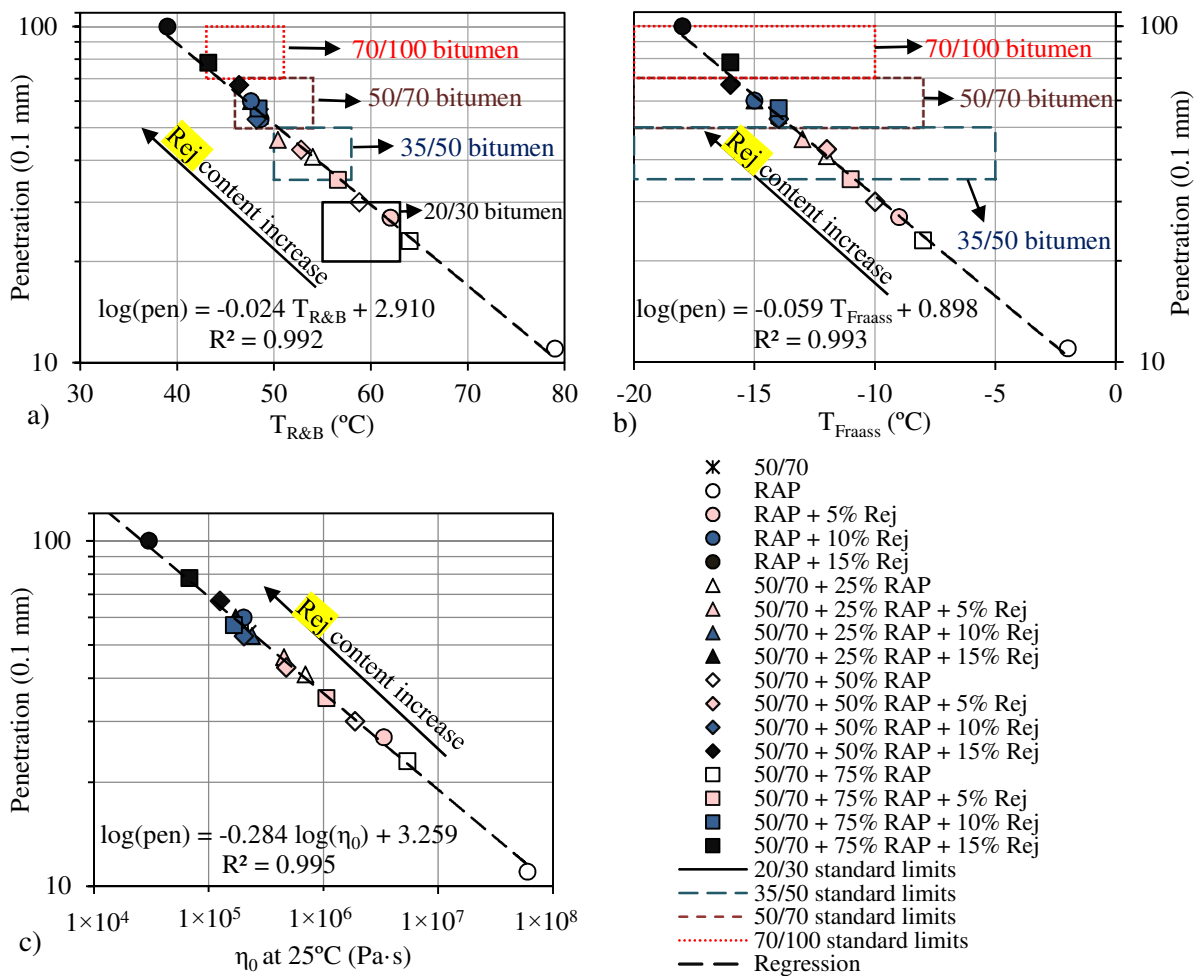 100
10
Penetration (0.1 mm)
70/100 bitumen
50/70 bitumen
35/50 bitumen
20/30 bitumen
Rej content increase
log(pen) = -0.024 T_R&B + 2.910
R² = 0.992
30 40 50 60 70 80
T_R&B (ºC)
a)
70/100 bitumen
50/70 bitumen
35/50 bitumen
Rej content increase
log(pen) = -0.059 T_Fraass + 0.898
R² = 0.993
100
10
Penetration (0.1 mm)
-20 -15 -10 -5 0
T_Fraass (ºC)
b)
100
10
Penetration (0.1 mm)
Rej content increase
log(pen) = -0.284 log(η₀) + 3.259
R² = 0.995
1×10⁴ 1×10⁵ 1×10⁶ 1×10⁷ 1×10⁸
η₀ at 25ºC (Pa·s)
c)
50/70
RAP
RAP + 5% Rej
RAP + 10% Rej
RAP + 15% Rej
50/70 + 25% RAP
50/70 + 25% RAP + 5% Rej
50/70 + 25% RAP + 10% Rej
50/70 + 25% RAP + 15% Rej
50/70 + 50% RAP
50/70 + 50% RAP + 5% Rej
50/70 + 50% RAP + 10% Rej
50/70 + 50% RAP + 15% Rej
50/70 + 75% RAP
50/70 + 75% RAP + 5% Rej
50/70 + 75% RAP + 10% Rej
50/70 + 75% RAP + 15% Rej
20/30 standard limits
35/50 standard limits
50/70 standard limits
70/100 standard limits
Regression